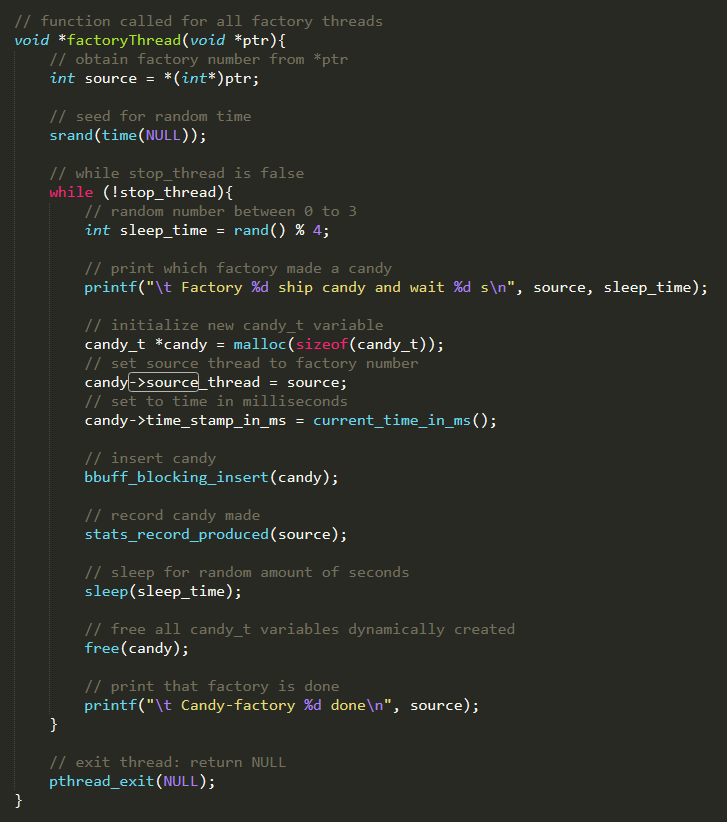 // function called for all factory threads
void *factoryThread(void *ptr){
    // obtain factory number from *ptr
    int source = *(int*)ptr;

    // seed for random time
    srand(time(NULL));

    // while stop_thread is false
    while (!stop_thread){
        // random number between 0 to 3
        int sleep_time = rand() % 4;

        // print which factory made a candy
        printf("\t Factory %d ship candy and wait %d s\n", source, sleep_time);

        // initialize new candy_t variable
        candy_t *candy = malloc(sizeof(candy_t));
        // set source thread to factory number
        candy->source_thread = source;
        // set to time in milliseconds
        candy->time_stamp_in_ms = current_time_in_ms();

        // insert candy
        bbuff_blocking_insert(candy);

        // record candy made
        stats_record_produced(source);

        // sleep for random amount of seconds
        sleep(sleep_time);

        // free all candy_t variables dynamically created
        free(candy);

        // print that factory is done
        printf("\t Candy-factory %d done\n", source);
    }

    // exit thread: return NULL
    pthread_exit(NULL);
}